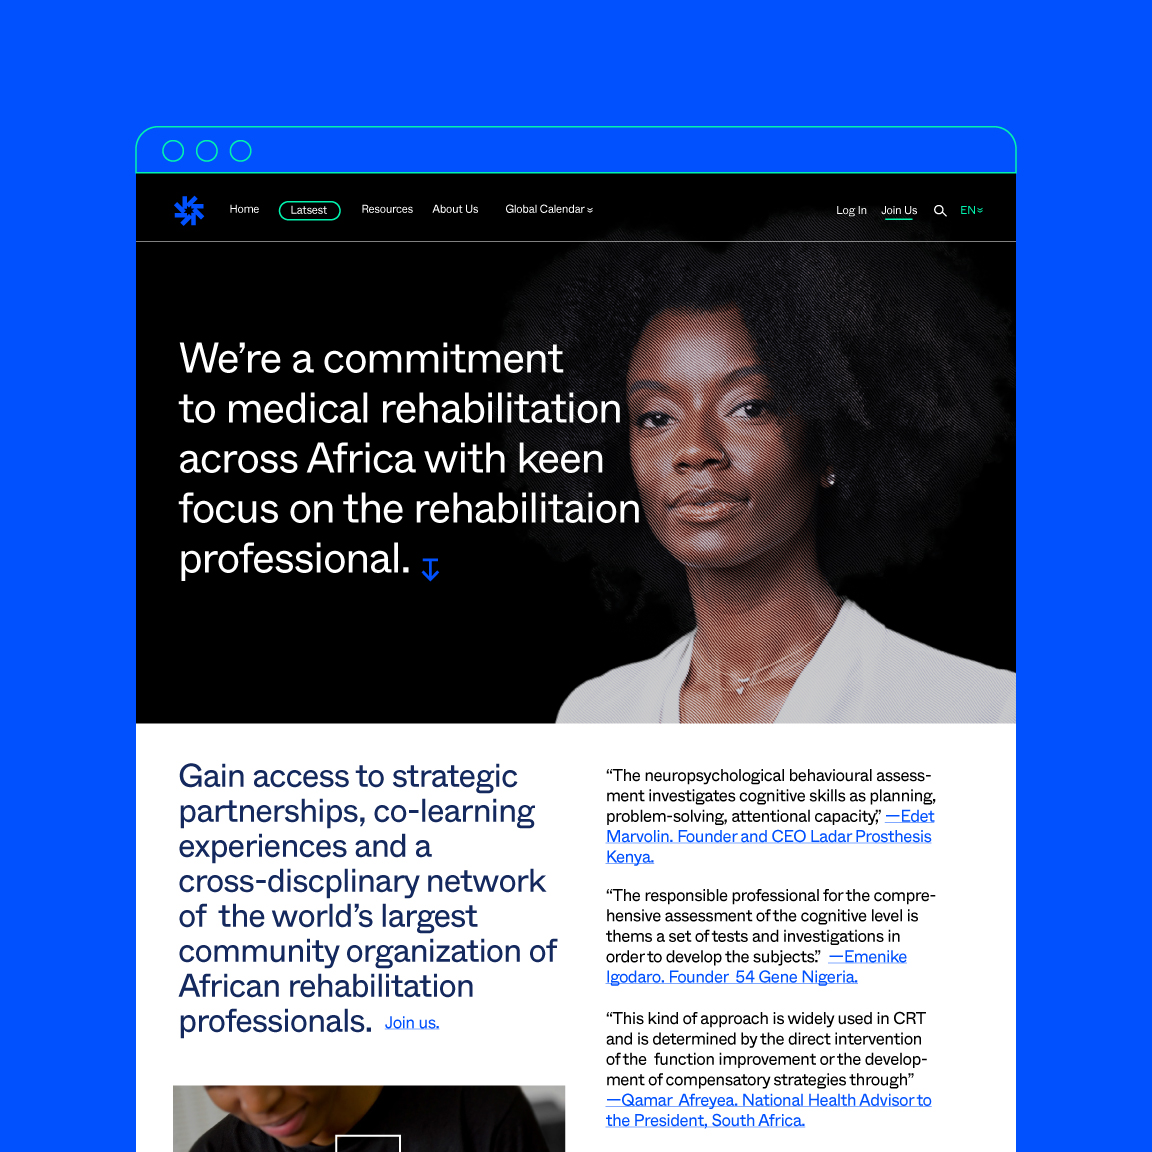 Home Latsest Resources About Us Global Calendar Log In Join Us EN
We’re a commitment
to medical rehabilitation
across Africa with keen
focus on the rehabilitaion
professional.
Gain access to strategic
partnerships, co-learning
experiences and a
cross-discplinary network
of the world’s largest
community organization of
African rehabilitation
professionals. Join us.
“The neuropsychological behavioural assess-
ment investigates cognitive skills as planning,
problem-solving, attentional capacity,” —Edet
Marvolin. Founder and CEO Ladar Prosthesis
Kenya.
“The responsible professional for the compre-
hensive assessment of the cognitive level is
thems a set of tests and investigations in
order to develop the subjects.” —Emenike
Igodaro. Founder 54 Gene Nigeria.
“This kind of approach is widely used in CRT
and is determined by the direct intervention
of the function improvement or the develop-
ment of compensatory strategies through”
—Qamar Afreyea. National Health Advisor to
the President, South Africa.